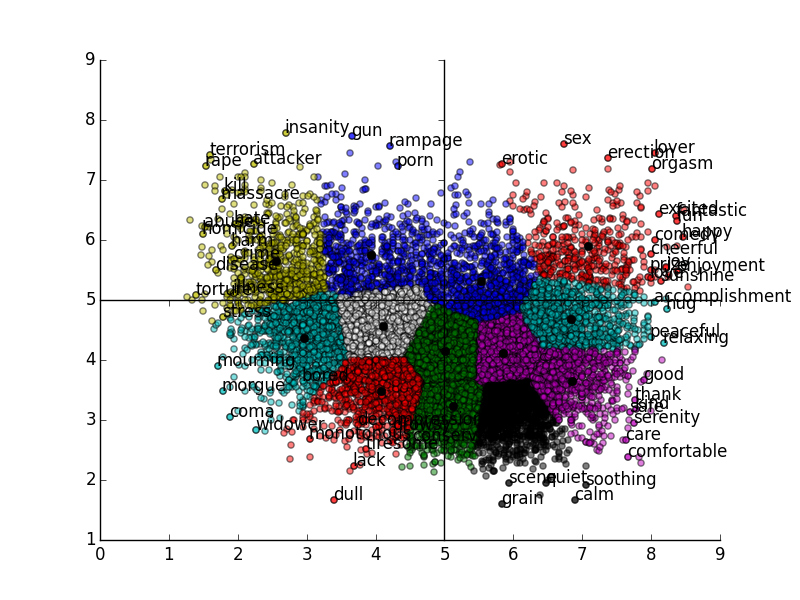 9
8
insanity
gun
rampage
sex
lover
terrorism
rape
attacker
porn
erotic
erection
orgasm
7
kill
massacre
excited
fantastic
fun
abuse
hate
homicide
happy
comedy
6
harm
cheerful
crime
disease
joy
enjoyment
sunshine
torture
illness
5
accomplishment
stress
hug
peaceful
relaxing
4
mourning
bored
good
morgue
thank
coma
decompression
serenity
3
widower
monotonous
care
tiresome
comfortable
lack
2
scene
quiet
soothing
dull
grain
calm
1
0
1
2
3
4
5
6
7
8
9